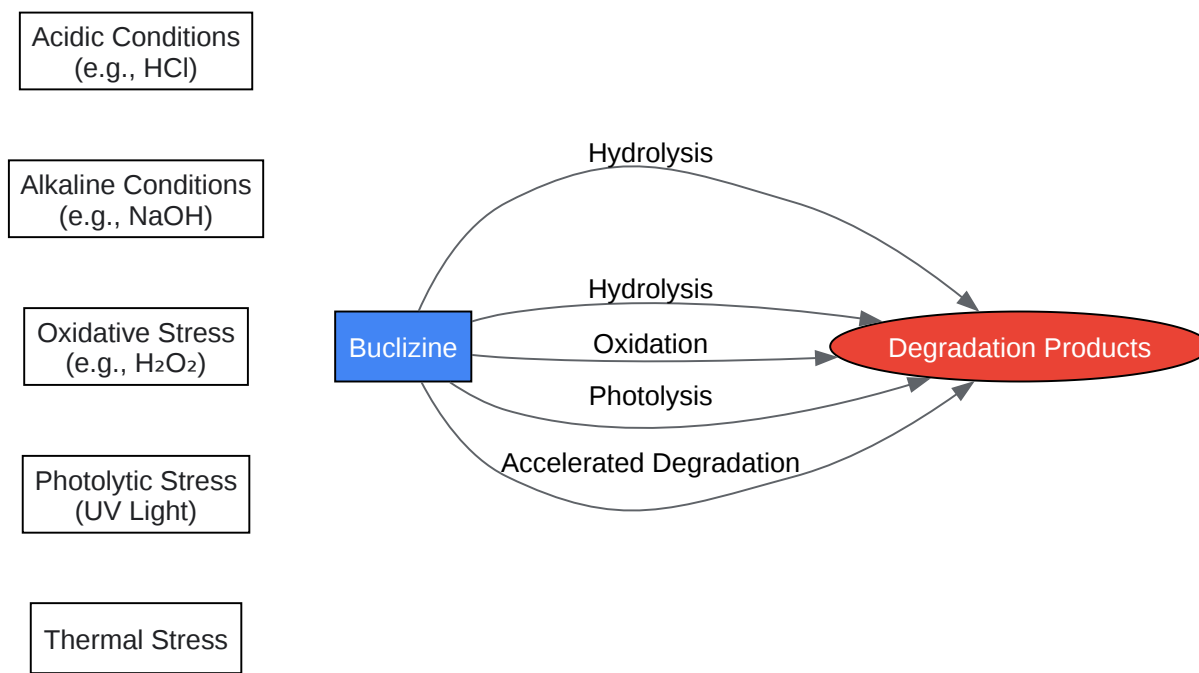 Acidic Conditions
(e.g., HCl)
Alkaline Conditions
(e.g., NaOH)
Oxidative Stress
(e.g., H₂O₂)
Photolytic Stress
(UV Light)
Thermal Stress
Buclizine
Hydrolysis
Hydrolysis
Oxidation
Photolysis
Accelerated Degradation
Degradation Products